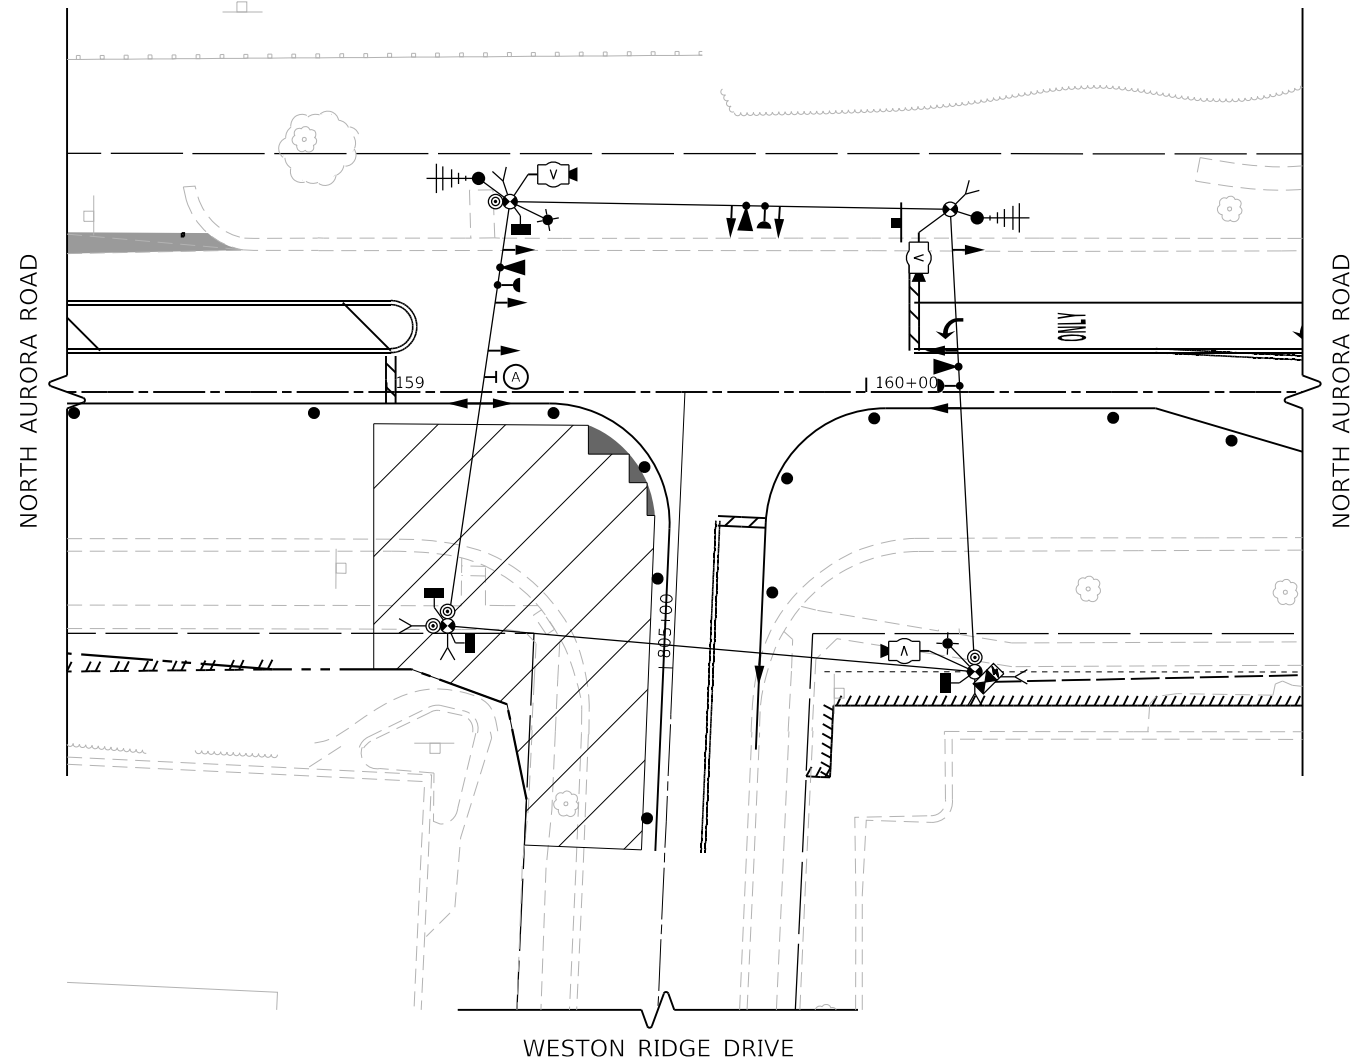 V
V
NORTH AURORA ROAD
NORTH AURORA ROAD
ONLY
A
159
160+00
805+00
V
WESTON RIDGE DRIVE